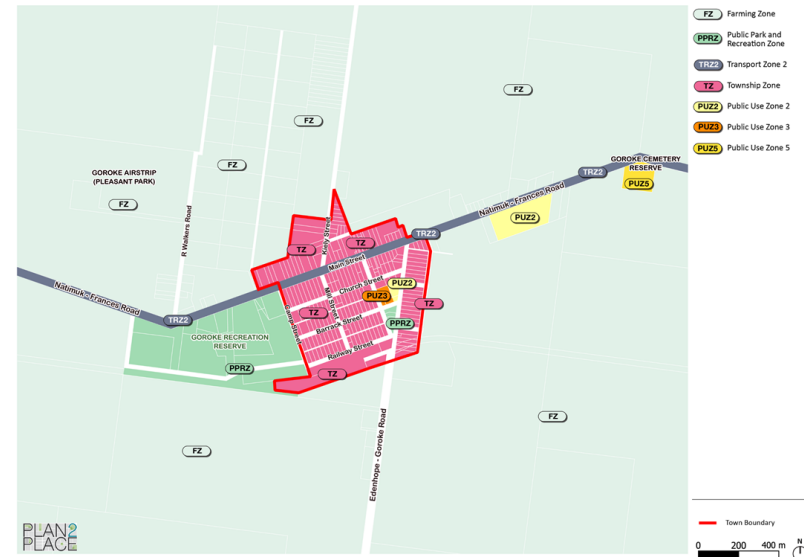 FZ Farming Zone
PPRZ Public Park and
Recreation Zone
TRZ2 Transport Zone 2
TZ Township Zone
PUZ2 Public Use Zone 2
PUZ3 Public Use Zone 3
PUZ5 Public Use Zone 5
FZ
FZ
FZ
GOROKE AIRSTRIP
(PLEASANT PARK)
FZ
R Walkers Road
GOROKE CEMETERY
RESERVE
TRZ2
PUZ5
Natimuk - Frances Road
PUZ2
Kiely Street
TZ
TZ
TRZ2
Main Street
Church Street
PUZ2
PUZ3
Mill Street
TZ
TZ
Camp Street
Barrack Street
PPRZ
Railway Street
TZ
Natimuk - Frances Road
TRZ2
GOROKE RECREATION
RESERVE
PPRZ
FZ
FZ
Edenhope - Goroke Road
PLAN2
PLACE
Town Boundary
0 200 400 m
N